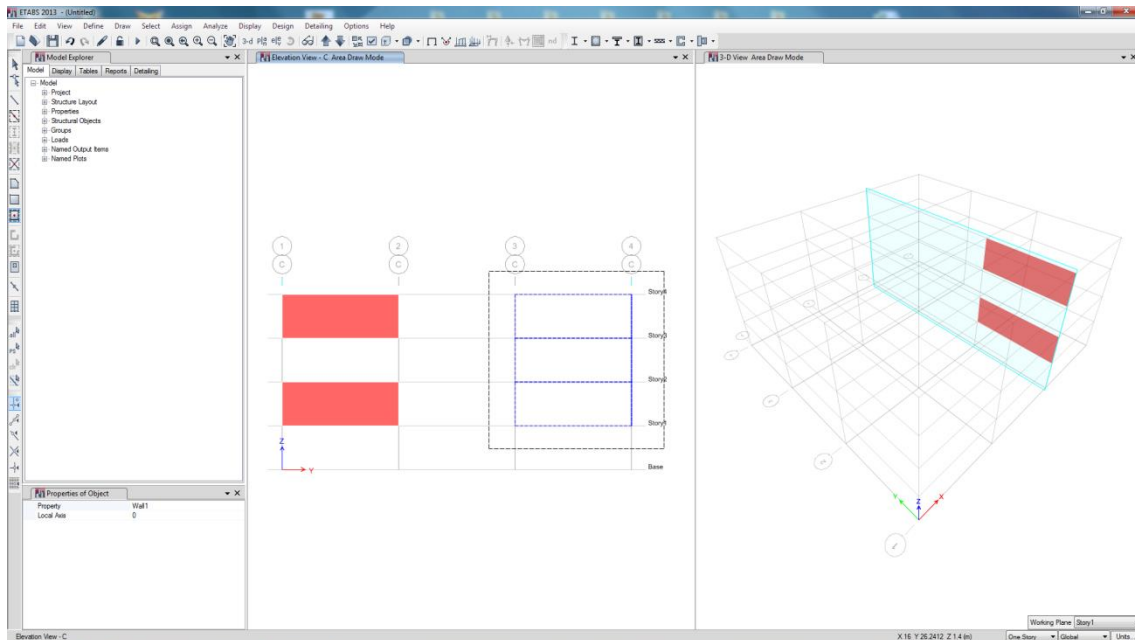 ETABS 2013 - (Untitled)
File Edit View Define Draw Select Assign Analyze Display Design Detailing Options Help
3-d
Model Explorer
Elevation View - C Area Draw Mode
3-D View Area Draw Mode
Model Display Tables Reports Detailing
Model
Project
Structure Layout
Properties
Structural Objects
Groups
Loads
Named Output Items
Named Plots
1 2 3 4
C C C C
Story4
Story3
Story2
Story1
Base
Z
Y
Y Z X
Properties of Object
Property Wall1
Local Axis 0
Working Plane Story1
Elevation View - C
X 16 Y 26.2412 Z 1.4 (m) One Story Global Units